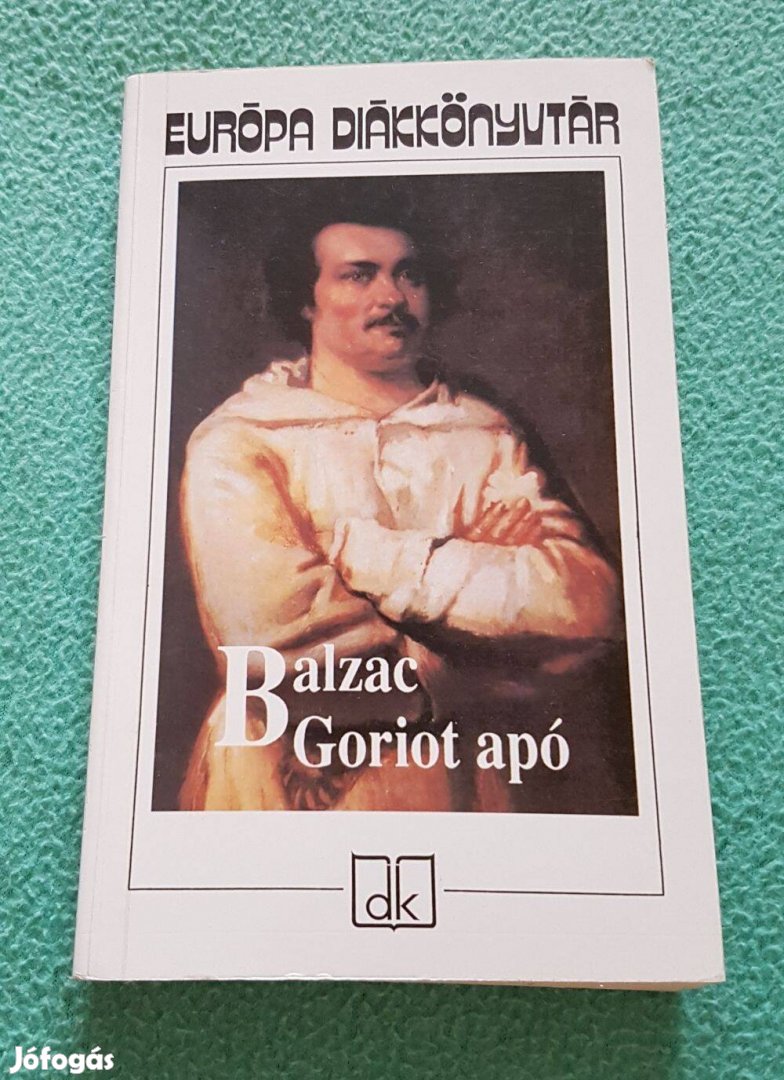 EURÓPA DIÁKKÖNYVTÁR
Balzac
Goriot apó
dk
Jófogás